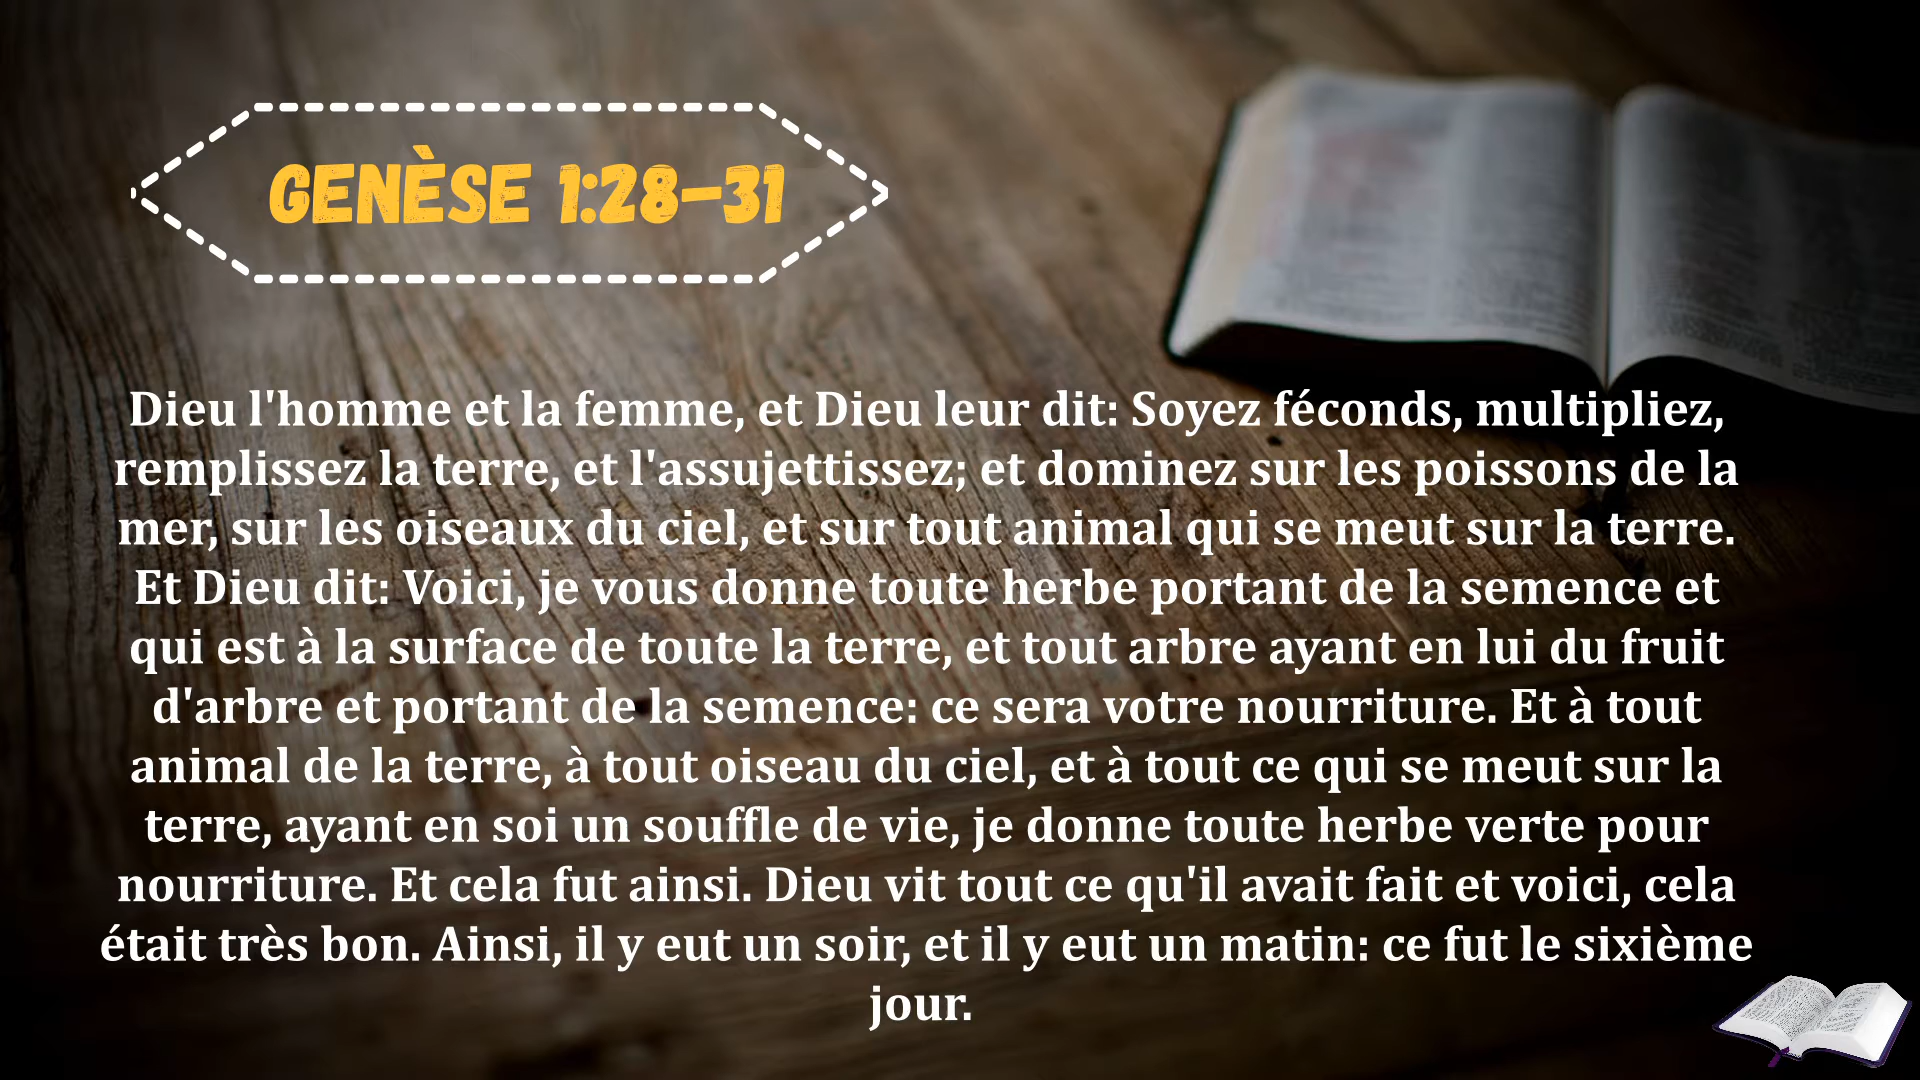 GENÈSE 1:28–31
Dieu l'homme et la femme, et Dieu leur dit: Soyez féconds, multipliez,
remplissez la terre, et l'assujettissez; et dominez sur les poissons de la
mer, sur les oiseaux du ciel, et sur tout animal qui se meut sur la terre.
Et Dieu dit: Voici, je vous donne toute herbe portant de la semence et
qui est à la surface de toute la terre, et tout arbre ayant en lui du fruit
d'arbre et portant de la semence: ce sera votre nourriture. Et à tout
animal de la terre, à tout oiseau du ciel, et à tout ce qui se meut sur la
terre, ayant en soi un souffle de vie, je donne toute herbe verte pour
nourriture. Et cela fut ainsi. Dieu vit tout ce qu'il avait fait et voici, cela
était très bon. Ainsi, il y eut un soir, et il y eut un matin: ce fut le sixième
jour.